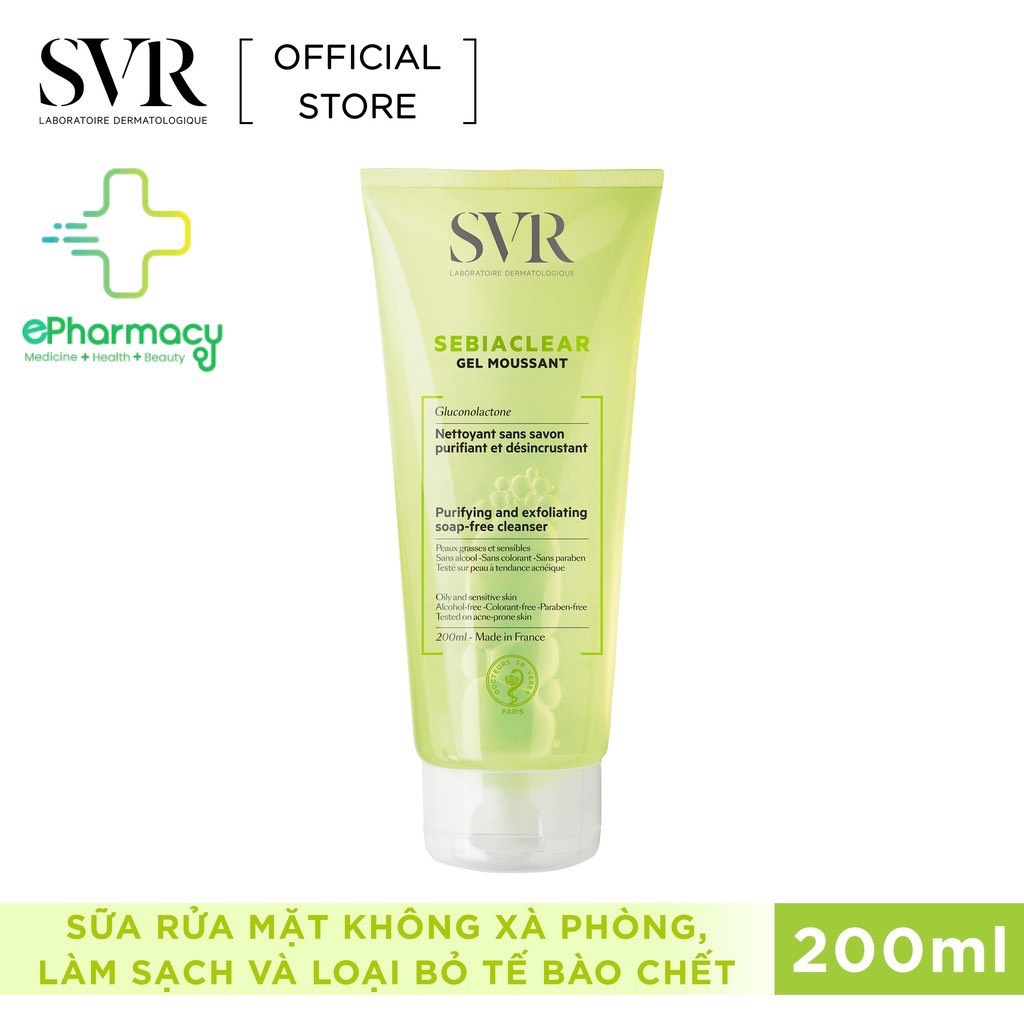 SVR
LABORATOIRE DERMATOLOGIQUE
OFFICIAL
STORE
ePharmacy
Medicine + Health + Beauty
SVR
LABORATOIRE DERMATOLOGIQUE
SEBIACLEAR
GEL MOUSSANT
Gluconolactone
Nettoyant sans savon
purifiant et désincrustant
Purifying and exfoliating
soap-free cleanser
Peaux grasses et sensibles
Sans alcool -Sans colorant -Sans paraben
Testé sur peau à tendance acnéique
Oily and sensitive skin
Alcohol-free -Colorant-free -Paraben-free
Tested on acne-prone skin
200ml - Made in France
DOCTEURS SR. VERET
PARIS
SỮA RỬA MẶT KHÔNG XÀ PHÒNG,
LÀM SẠCH VÀ LOẠI BỎ TẾ BÀO CHẾT
200ml